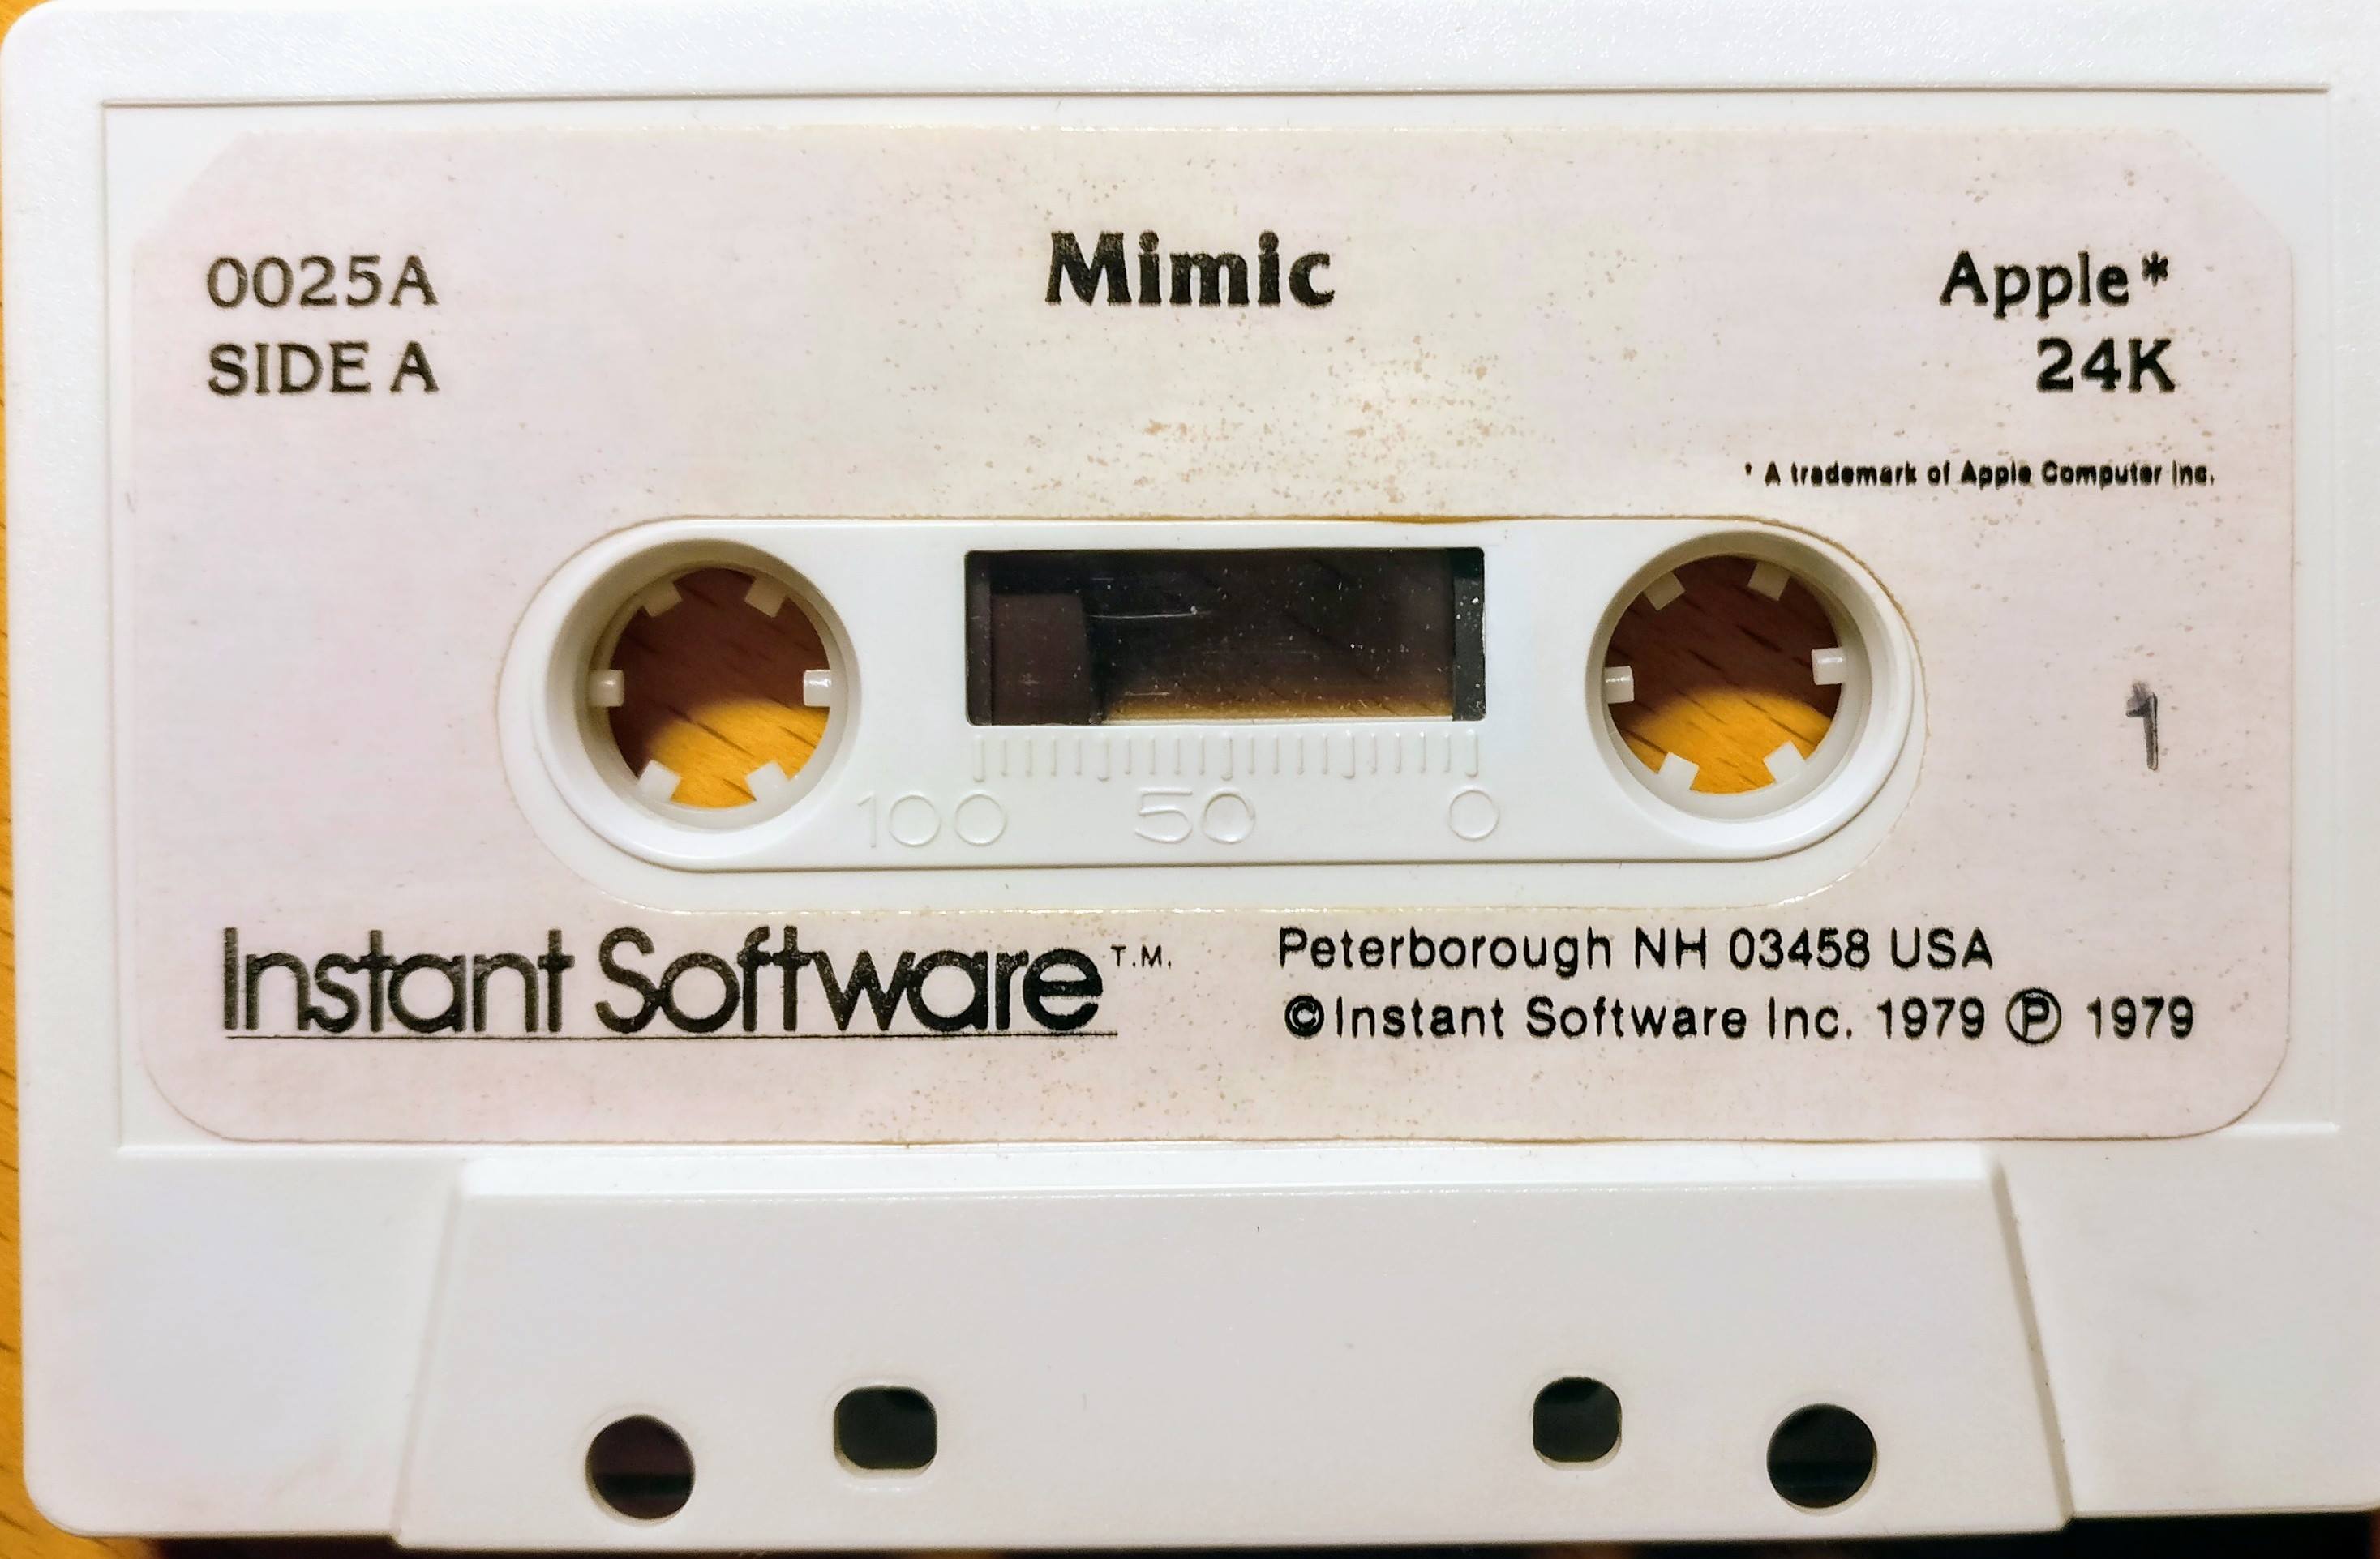 Mimic
0025A
SIDE A
Apple*
24K
* A trademark of Apple Computer Inc.
1
100 50 0
Instant Software T.M.
Peterborough NH 03458 USA
©Instant Software Inc. 1979 Ⓟ 1979